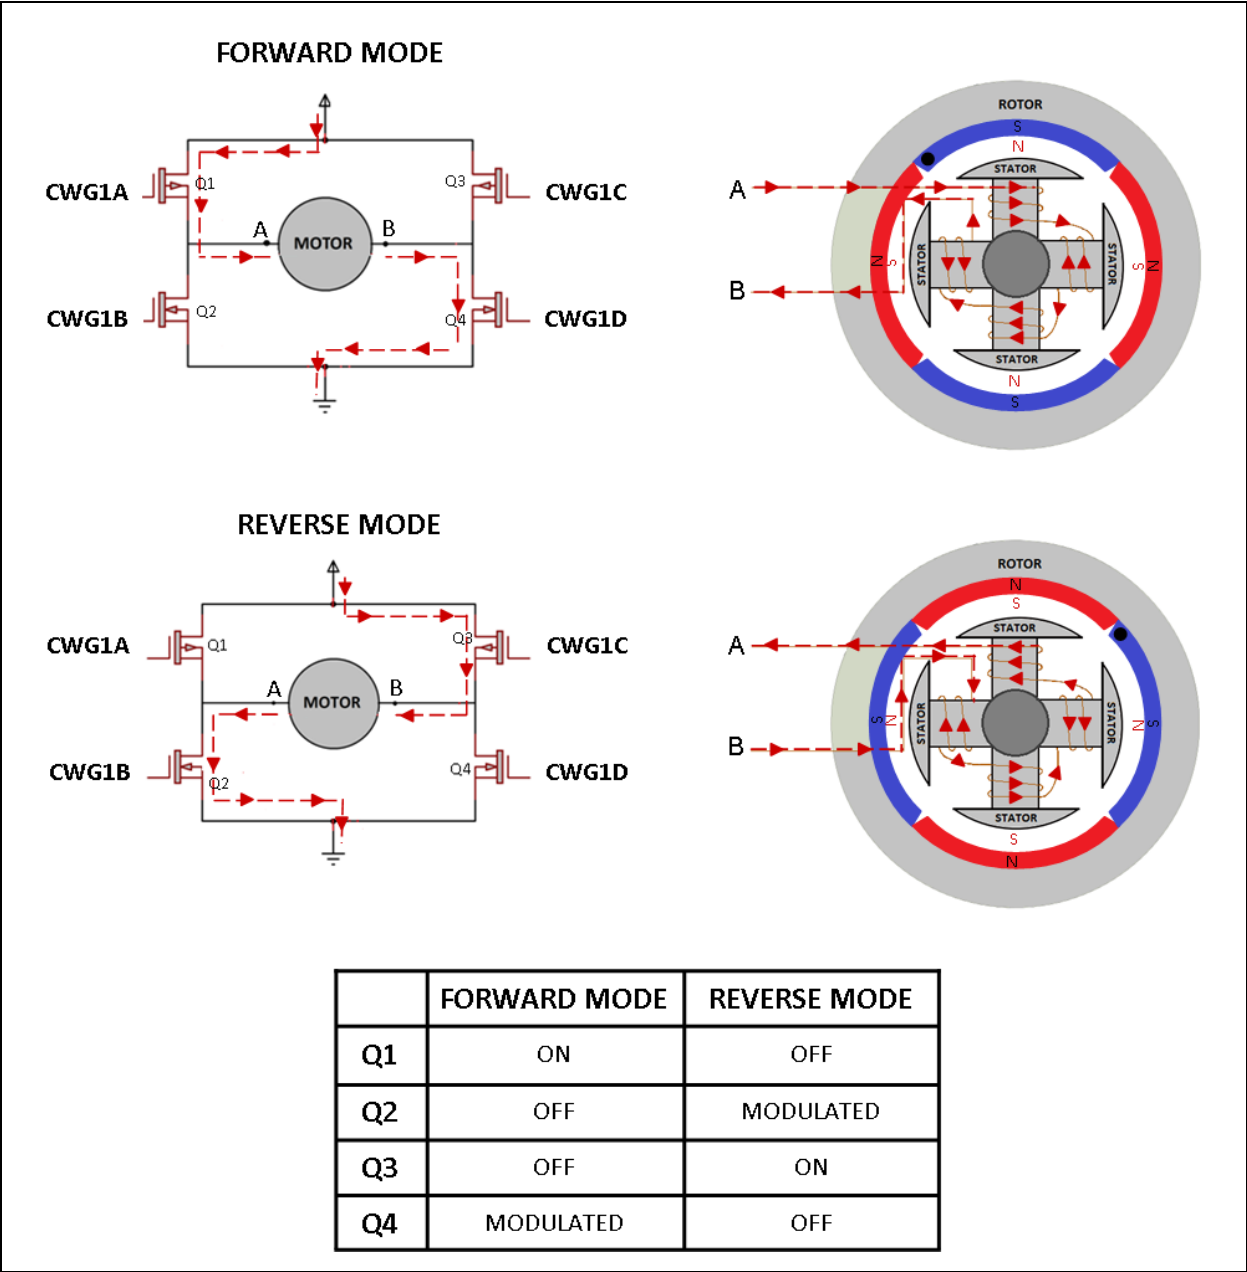 FORWARD MODE
CWG1A
Q1
Q3
CWG1C
A
MOTOR
B
CWG1B
Q2
Q4
CWG1D
ROTOR
S
N
STATOR
A
N
S
STATOR
STATOR
S
N
B
STATOR
N
S
REVERSE MODE
CWG1A
Q1
Q3
CWG1C
A
MOTOR
B
CWG1B
Q2
Q4
CWG1D
ROTOR
N
S
STATOR
A
S
N
STATOR
STATOR
N
S
B
STATOR
S
N
FORWARD MODE REVERSE MODE
Q1 ON OFF
Q2 OFF MODULATED
Q3 OFF ON
Q4 MODULATED OFF